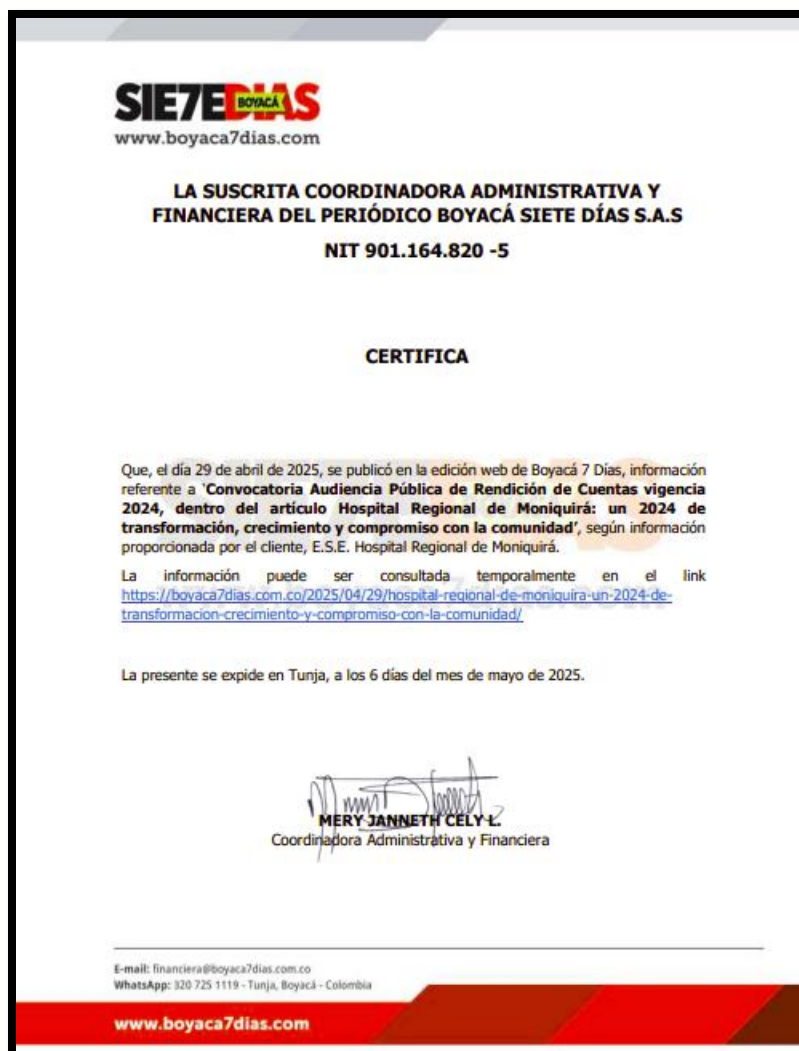 SIE7EDIAS
BOYACÁ
www.boyaca7dias.com
LA SUSCRITA COORDINADORA ADMINISTRATIVA Y
FINANCIERA DEL PERIÓDICO BOYACÁ SIETE DÍAS S.A.S
NIT 901.164.820 -5
CERTIFICA
Que, el día 29 de abril de 2025, se publicó en la edición web de Boyacá 7 Días, información
referente a ‘Convocatoria Audiencia Pública de Rendición de Cuentas vigencia
2024, dentro del artículo Hospital Regional de Moniquirá: un 2024 de
transformación, crecimiento y compromiso con la comunidad’, según información
proporcionada por el cliente, E.S.E. Hospital Regional de Moniquirá.
La información puede ser consultada temporalmente en el link
https://boyaca7dias.com.co/2025/04/29/hospital-regional-de-moniquira-un-2024-de-
transformacion-crecimiento-y-compromiso-con-la-comunidad/
La presente se expide en Tunja, a los 6 días del mes de mayo de 2025.
MERY JANNETH CELY L.
Coordinadora Administrativa y Financiera
E-mail: financiera@boyaca7dias.com.co
WhatsApp: 320 725 1119 - Tunja, Boyacá - Colombia
www.boyaca7dias.com